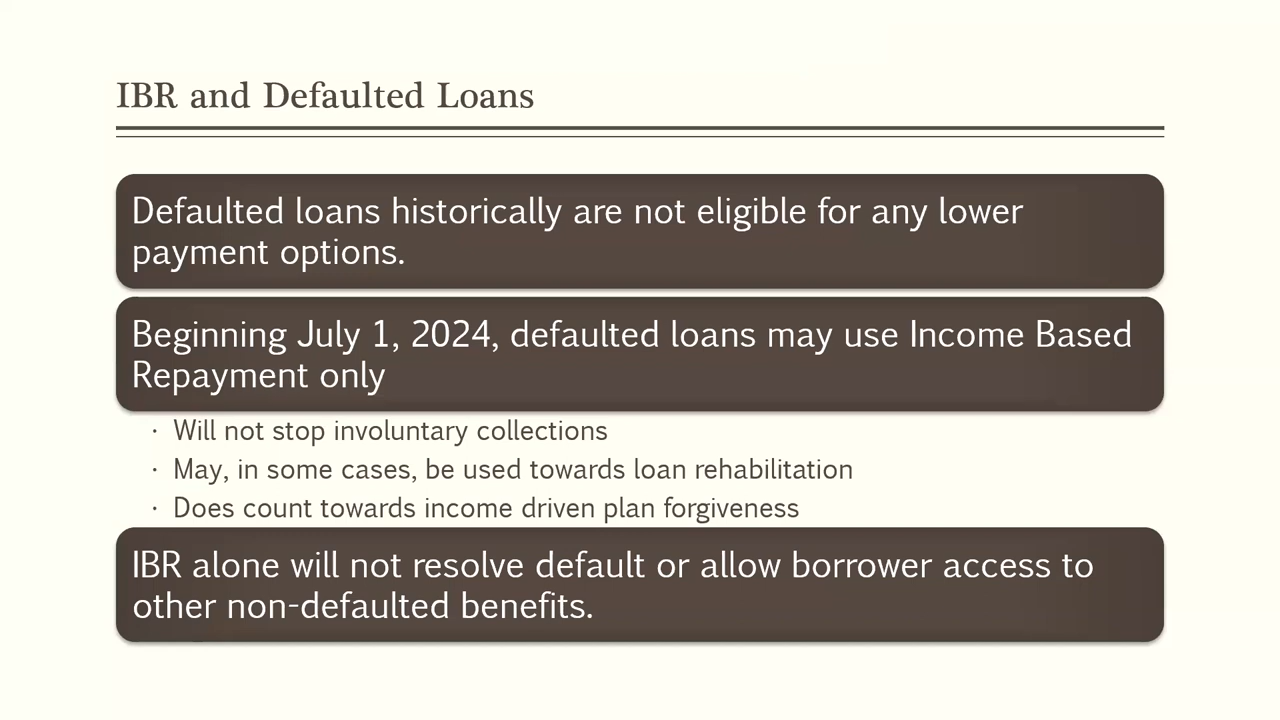 IBR and Defaulted Loans
Defaulted loans historically are not eligible for any lower
payment options.
Beginning July 1, 2024, defaulted loans may use Income Based
Repayment only
· Will not stop involuntary collections
· May, in some cases, be used towards loan rehabilitation
· Does count towards income driven plan forgiveness
IBR alone will not resolve default or allow borrower access to
other non-defaulted benefits.